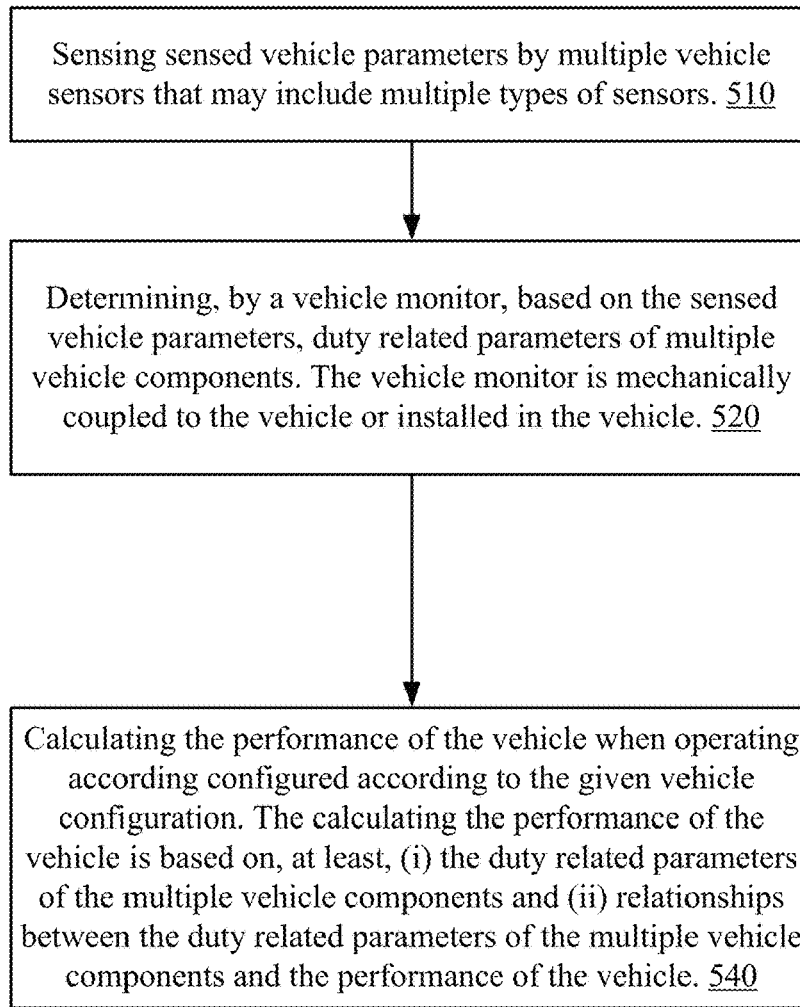 Sensing sensed vehicle parameters by multiple vehicle
sensors that may include multiple types of sensors. 510
Determining, by a vehicle monitor, based on the sensed
vehicle parameters, duty related parameters of multiple
vehicle components. The vehicle monitor is mechanically
coupled to the vehicle or installed in the vehicle. 520
Calculating the performance of the vehicle when operating
according configured according to the given vehicle
configuration. The calculating the performance of the
vehicle is based on, at least, (i) the duty related parameters
of the multiple vehicle components and (ii) relationships
between the duty related parameters of the multiple vehicle
components and the performance of the vehicle. 540